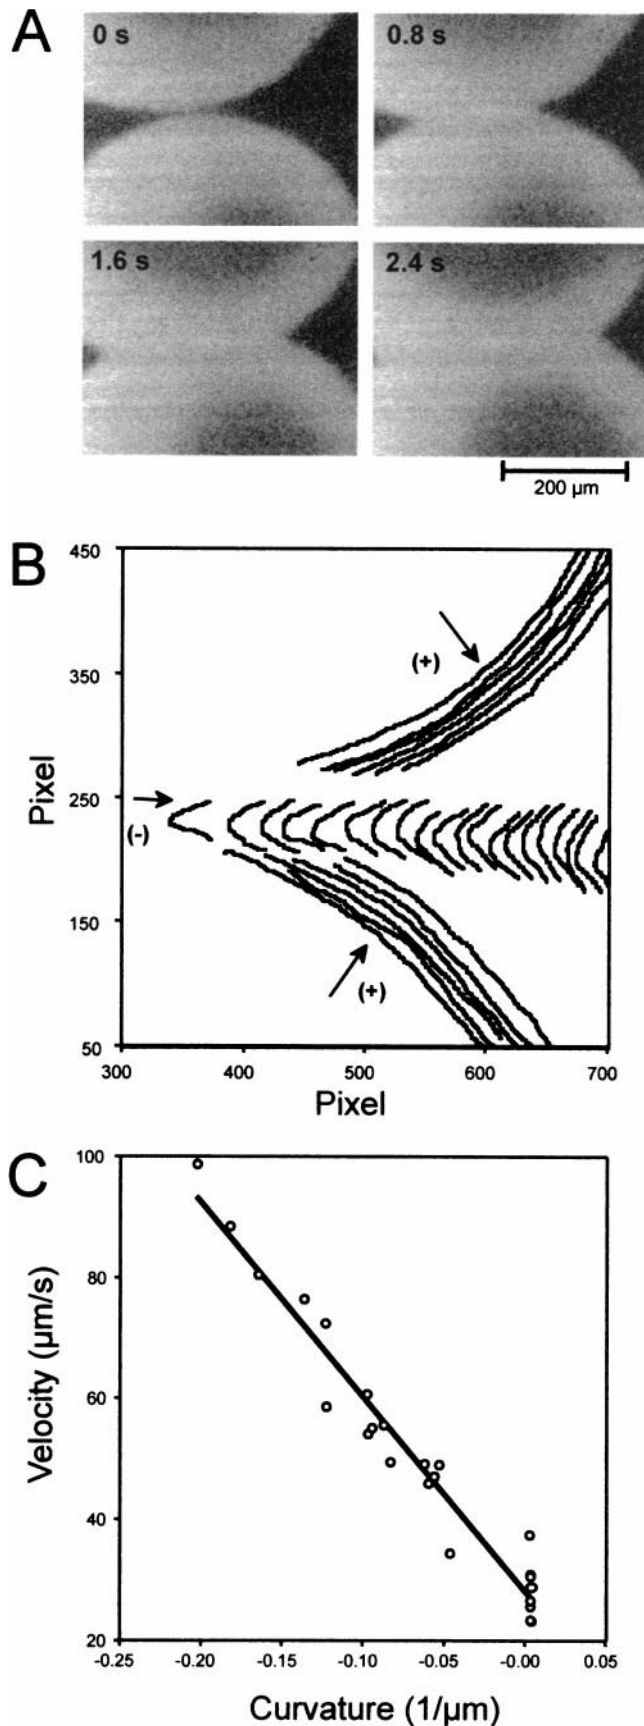 A
0 s
0.8 s
1.6 s
2.4 s
200 µm
B
450
350
250
150
50
Pixel
(+)
(-)
(+)
300
400
500
600
700
Pixel
C
100
80
60
40
20
Velocity (µm/s)
-0.25
-0.20
-0.15
-0.10
-0.05
-0.00
0.05
Curvature (1/µm)